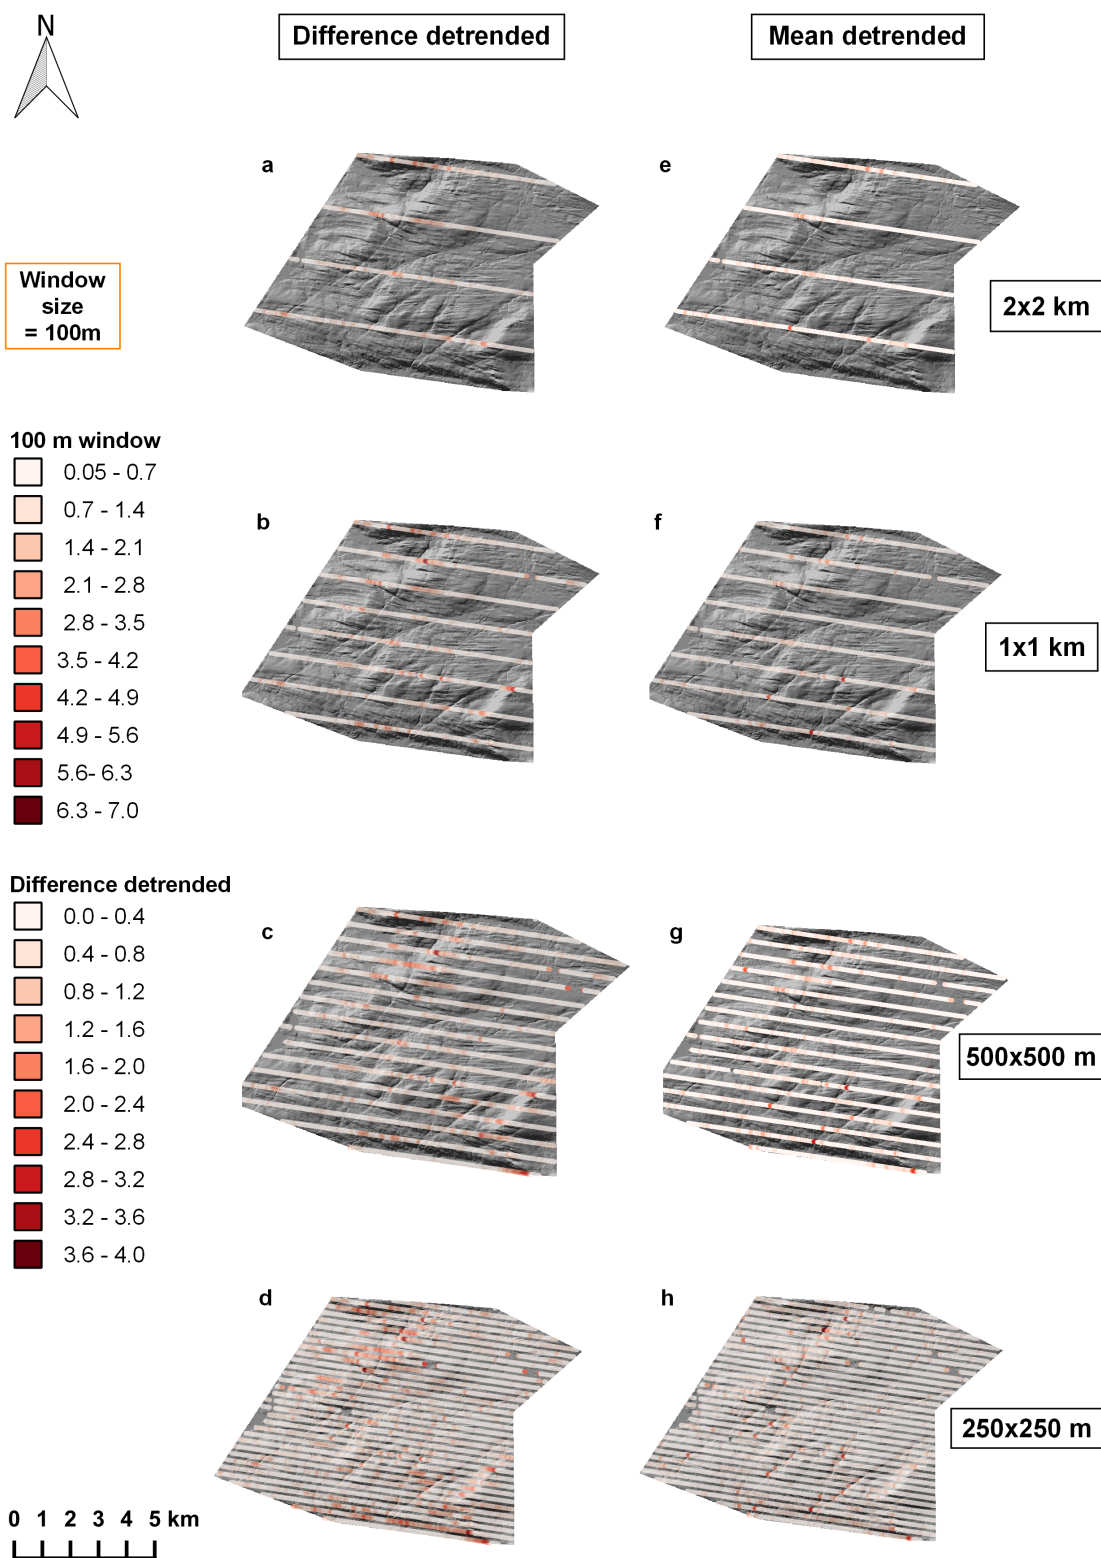 N
Difference detrended
Mean detrended
a
e
Window
size
= 100m
2x2 km
100 m window
0.05 - 0.7
0.7 - 1.4
1.4 - 2.1
2.1 - 2.8
2.8 - 3.5
3.5 - 4.2
4.2 - 4.9
4.9 - 5.6
5.6- 6.3
6.3 - 7.0
b
f
1x1 km
Difference detrended
0.0 - 0.4
0.4 - 0.8
0.8 - 1.2
1.2 - 1.6
1.6 - 2.0
2.0 - 2.4
2.4 - 2.8
2.8 - 3.2
3.2 - 3.6
3.6 - 4.0
c
g
500x500 m
d
h
250x250 m
0 1 2 3 4 5 km